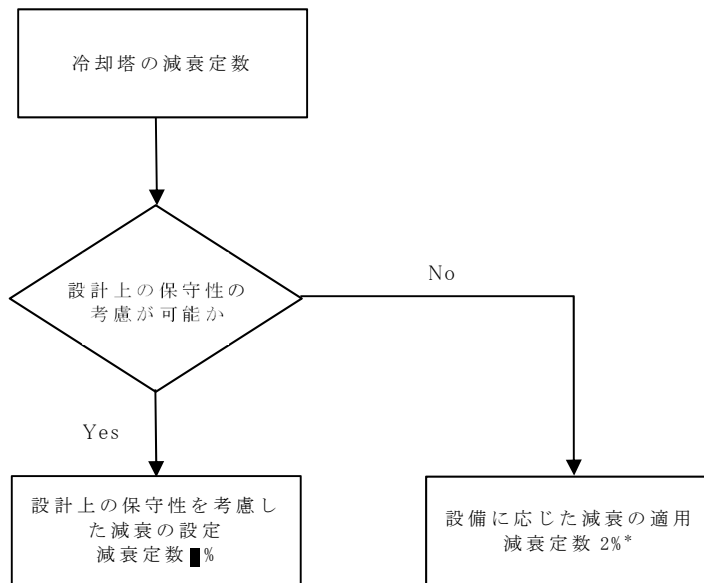 冷却塔の減衰定数
設計上の保守性の
考慮が可能か
No
Yes
設計上の保守性を考慮し
た減衰の設定
減衰定数 %
設備に応じた減衰の適用
減衰定数 2%*